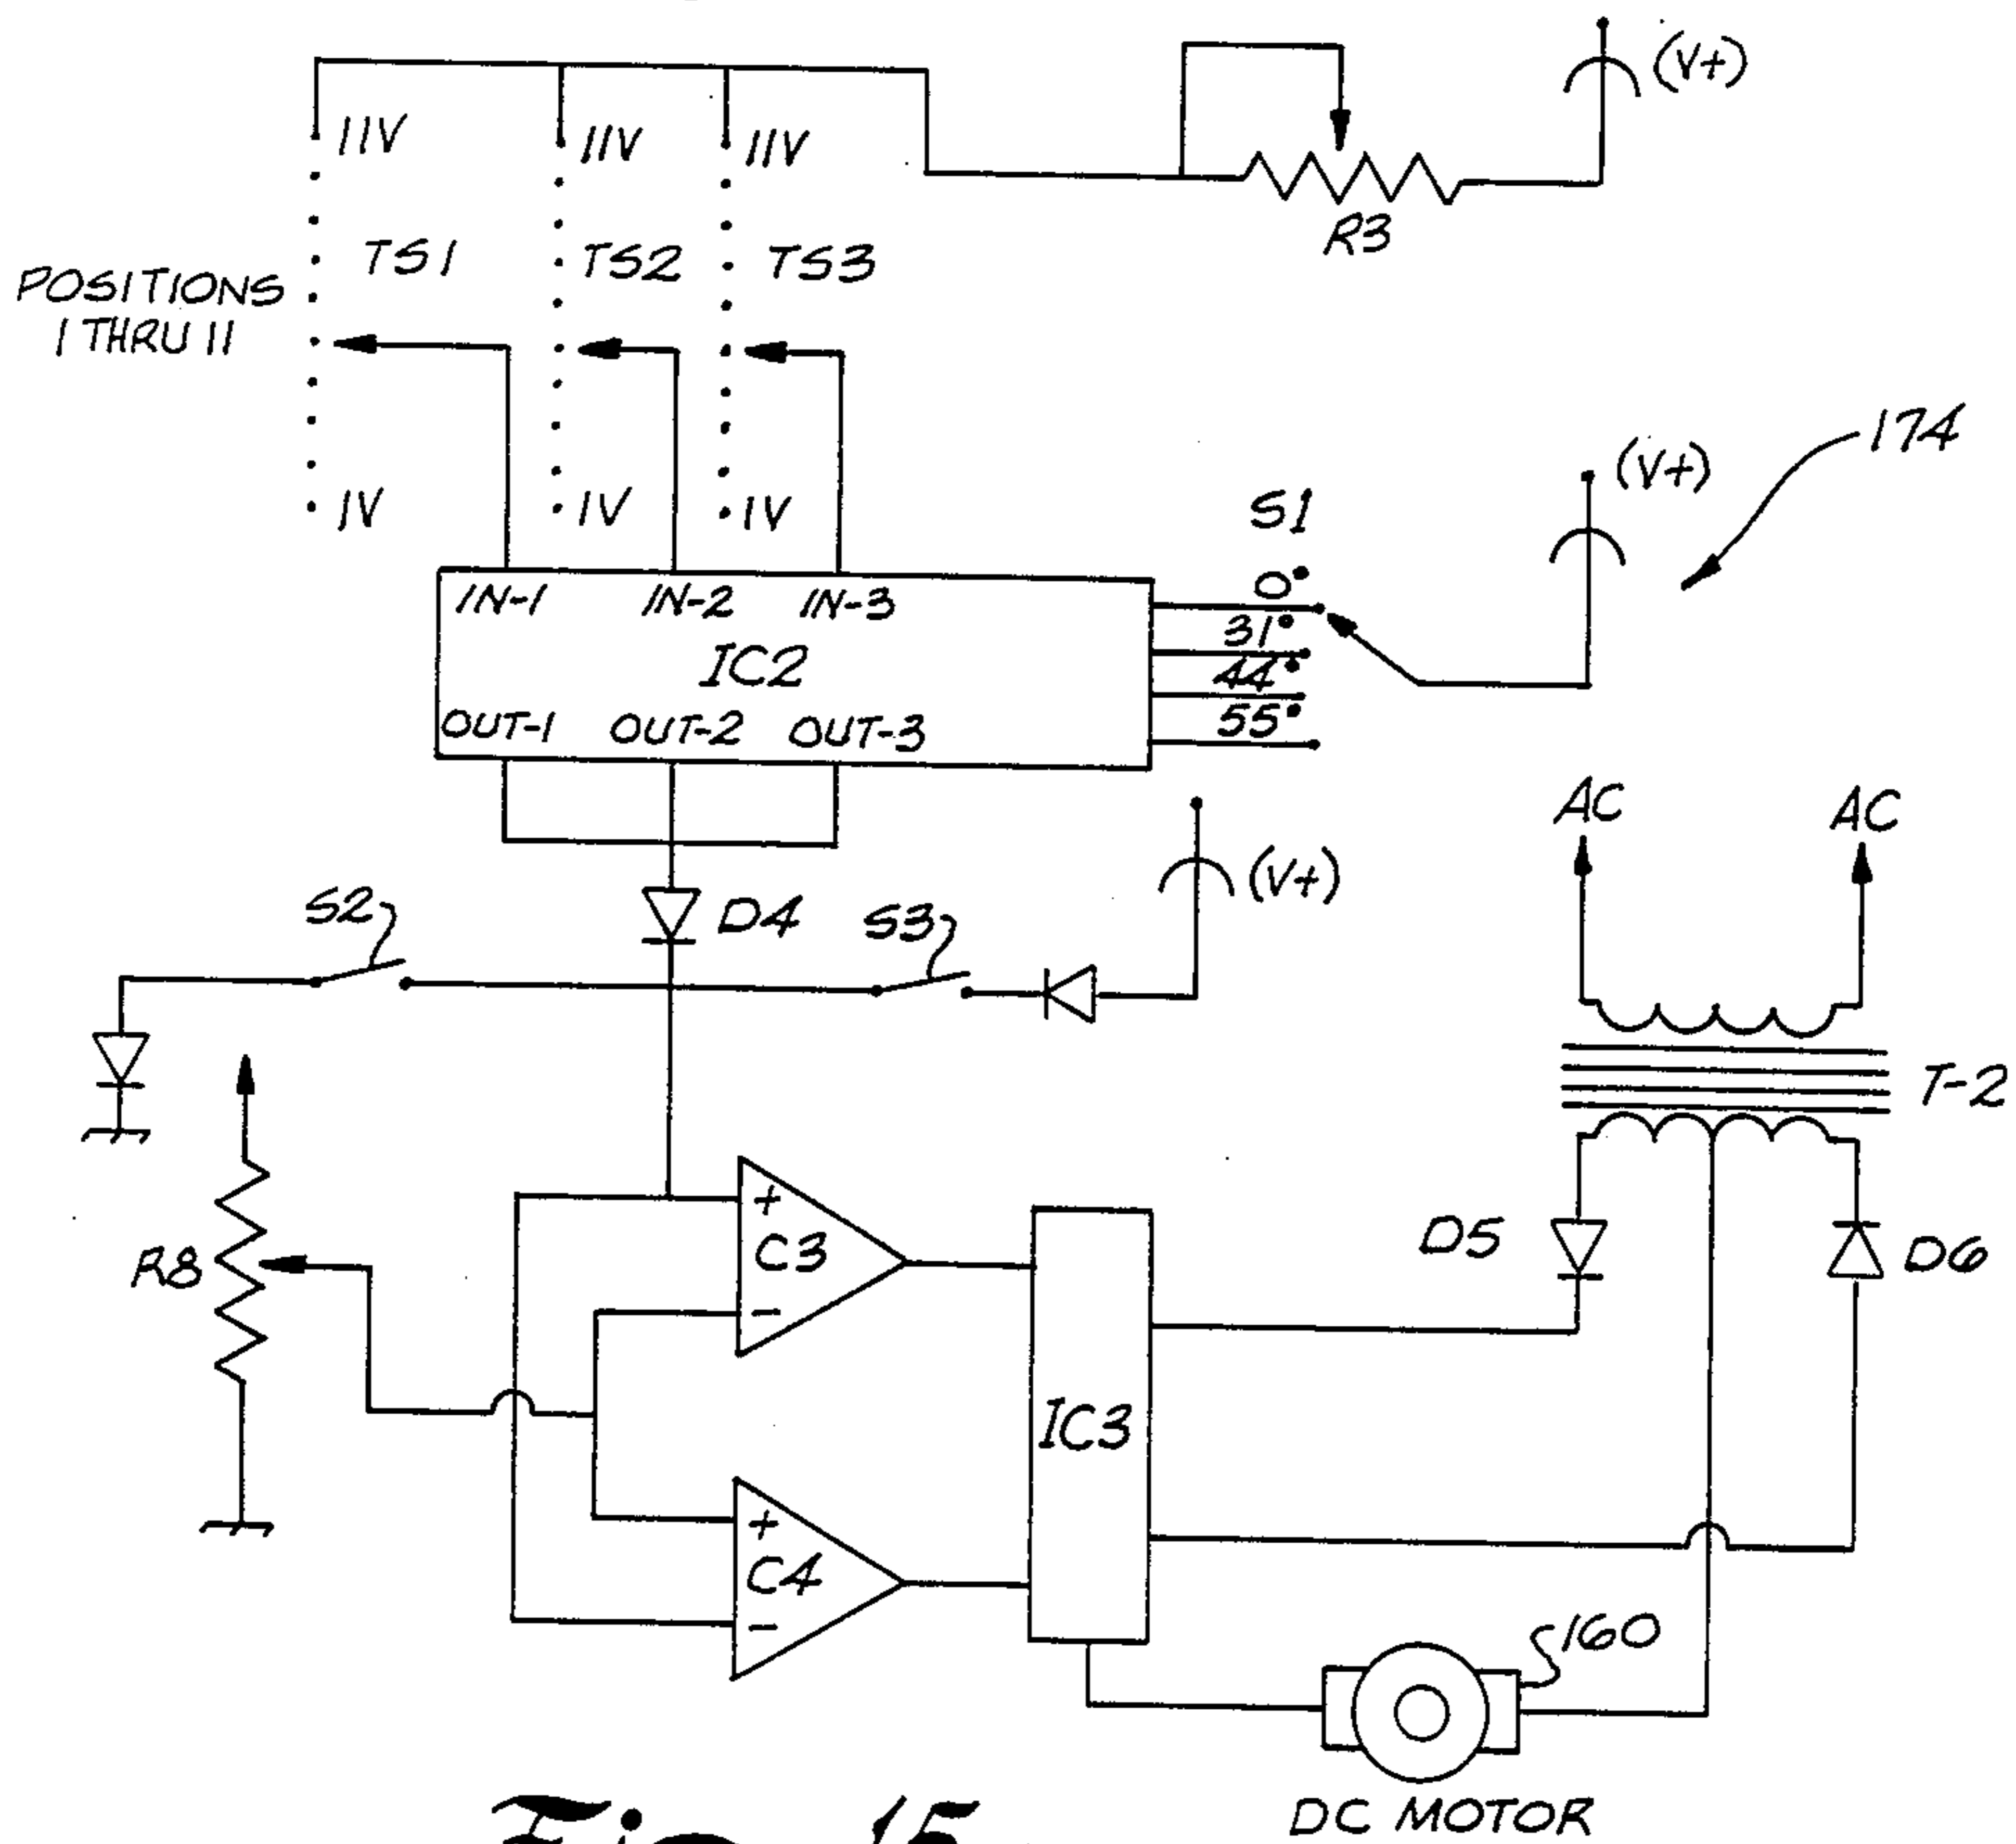 (V+)
11V
11V
11V
TS1
TS2
TS3
R3
POSITIONS
1 THRU 11
174
(V+)
1V
1V
1V
S1
0°
IN-1
IN-2
IN-3
31°
IC2
44°
OUT-1
OUT-2
OUT-3
55°
AC
AC
(V+)
S2
D4
S3
T-2
+
C3
R8
-
D5
D6
IC3
+
C4
-
160
DC MOTOR
Fig. 15